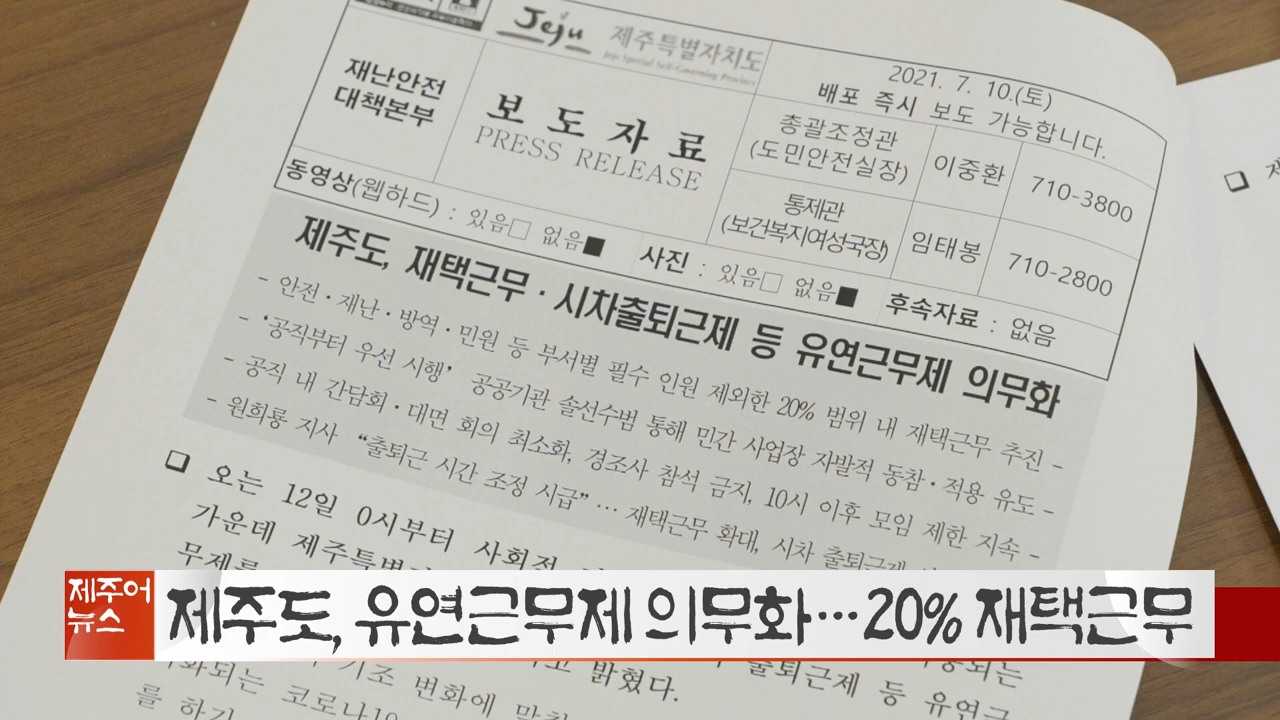 Jeju 제주특별자치도
Jeju Special Self-Governing Province
재난안전
대책본부
보 도 자 료
PRESS RELEASE
2021. 7. 10.(토)
배포 즉시 보도 가능합니다.
총괄조정관
(도민안전실장)
이중환
710-3800
통제관
(보건복지여성국장)
임태봉
710-2800
동영상(웹하드) : 있음□ 없음■
사진 : 있음□ 없음■
후속자료 : 없음
제주도, 재택근무·시차출퇴근제 등 유연근무제 의무화
- 안전·재난·방역·민원 등 부서별 필수 인원 제외한 20% 범위 내 재택근무 추진 -
- ‘공직부터 우선 시행’ 공공기관 솔선수범 통해 민간 사업장 자발적 동참·적용 유도 -
- 공직 내 간담회·대면 회의 최소화, 경조사 참석 금지, 10시 이후 모임 제한 지속 -
- 원희룡 지사 “출퇴근 시간 조정 시급”… 재택근무 확대, 시차 출퇴근제
❏ 오는 12일 0시부터 사회적
가운데 제주특별
무제를
제주어
뉴스
제주도, 유연근무제 의무화…20% 재택근무
밝혔다.
출퇴근제 등 유연근
화되는 코로나19
기조 변화에 맞춰
를 하기